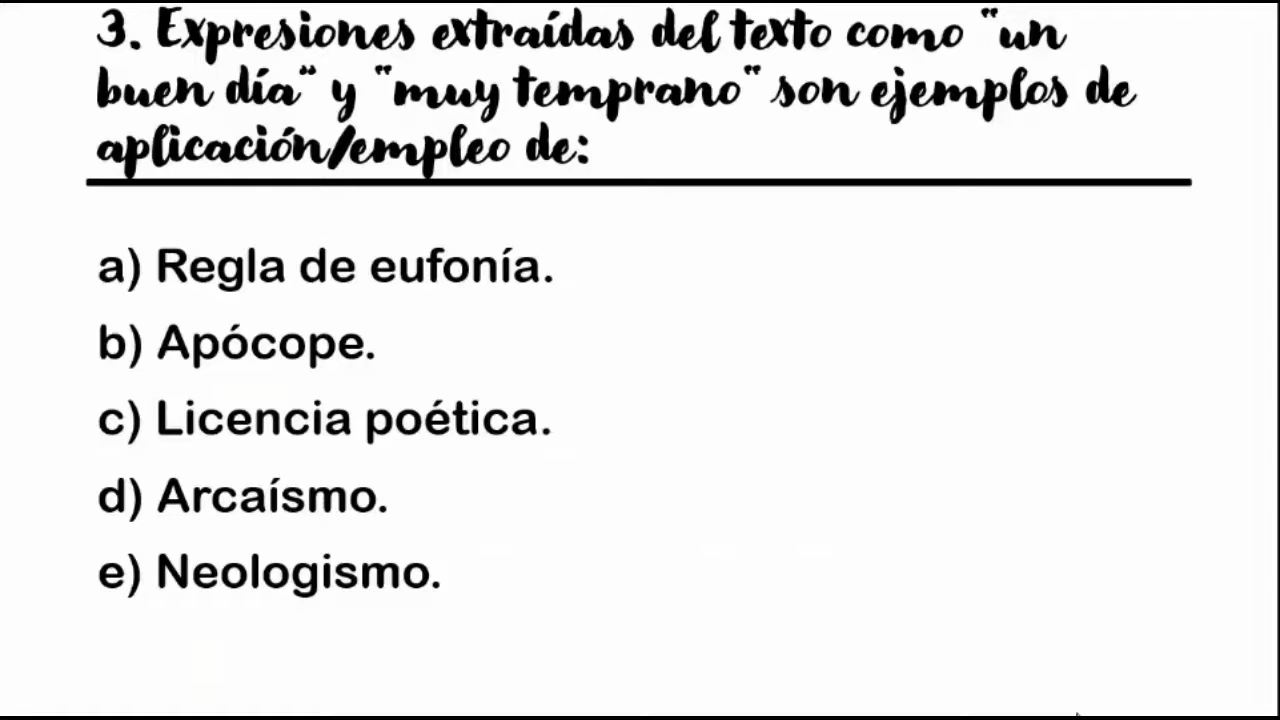 3. Expresiones extraídas del texto como "un
buen día" y "muy temprano" son ejemplos de
aplicación/empleo de:
a) Regla de eufonía.
b) Apócope.
c) Licencia poética.
d) Arcaísmo.
e) Neologismo.